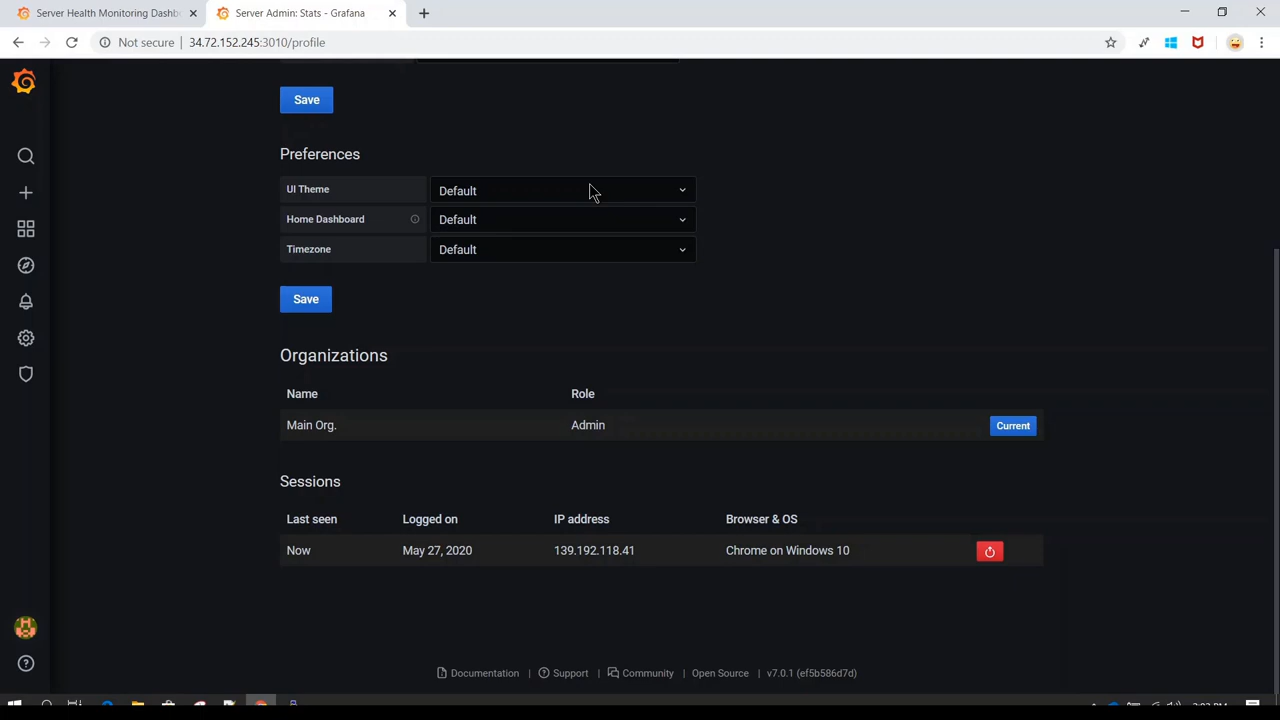 Server Health Monitoring Dashb
Server Admin: Stats - Grafana
Not secure
34.72.152.245:3010/profile
Save
Preferences
UI Theme Default
Home Dashboard Default
Timezone Default
Save
Organizations
Name Role
Main Org. Admin Current
Sessions
Last seen Logged on IP address Browser & OS
Now May 27, 2020 139.192.118.41 Chrome on Windows 10
Documentation | Support | Community | Open Source | v7.0.1 (ef5b586d7d)